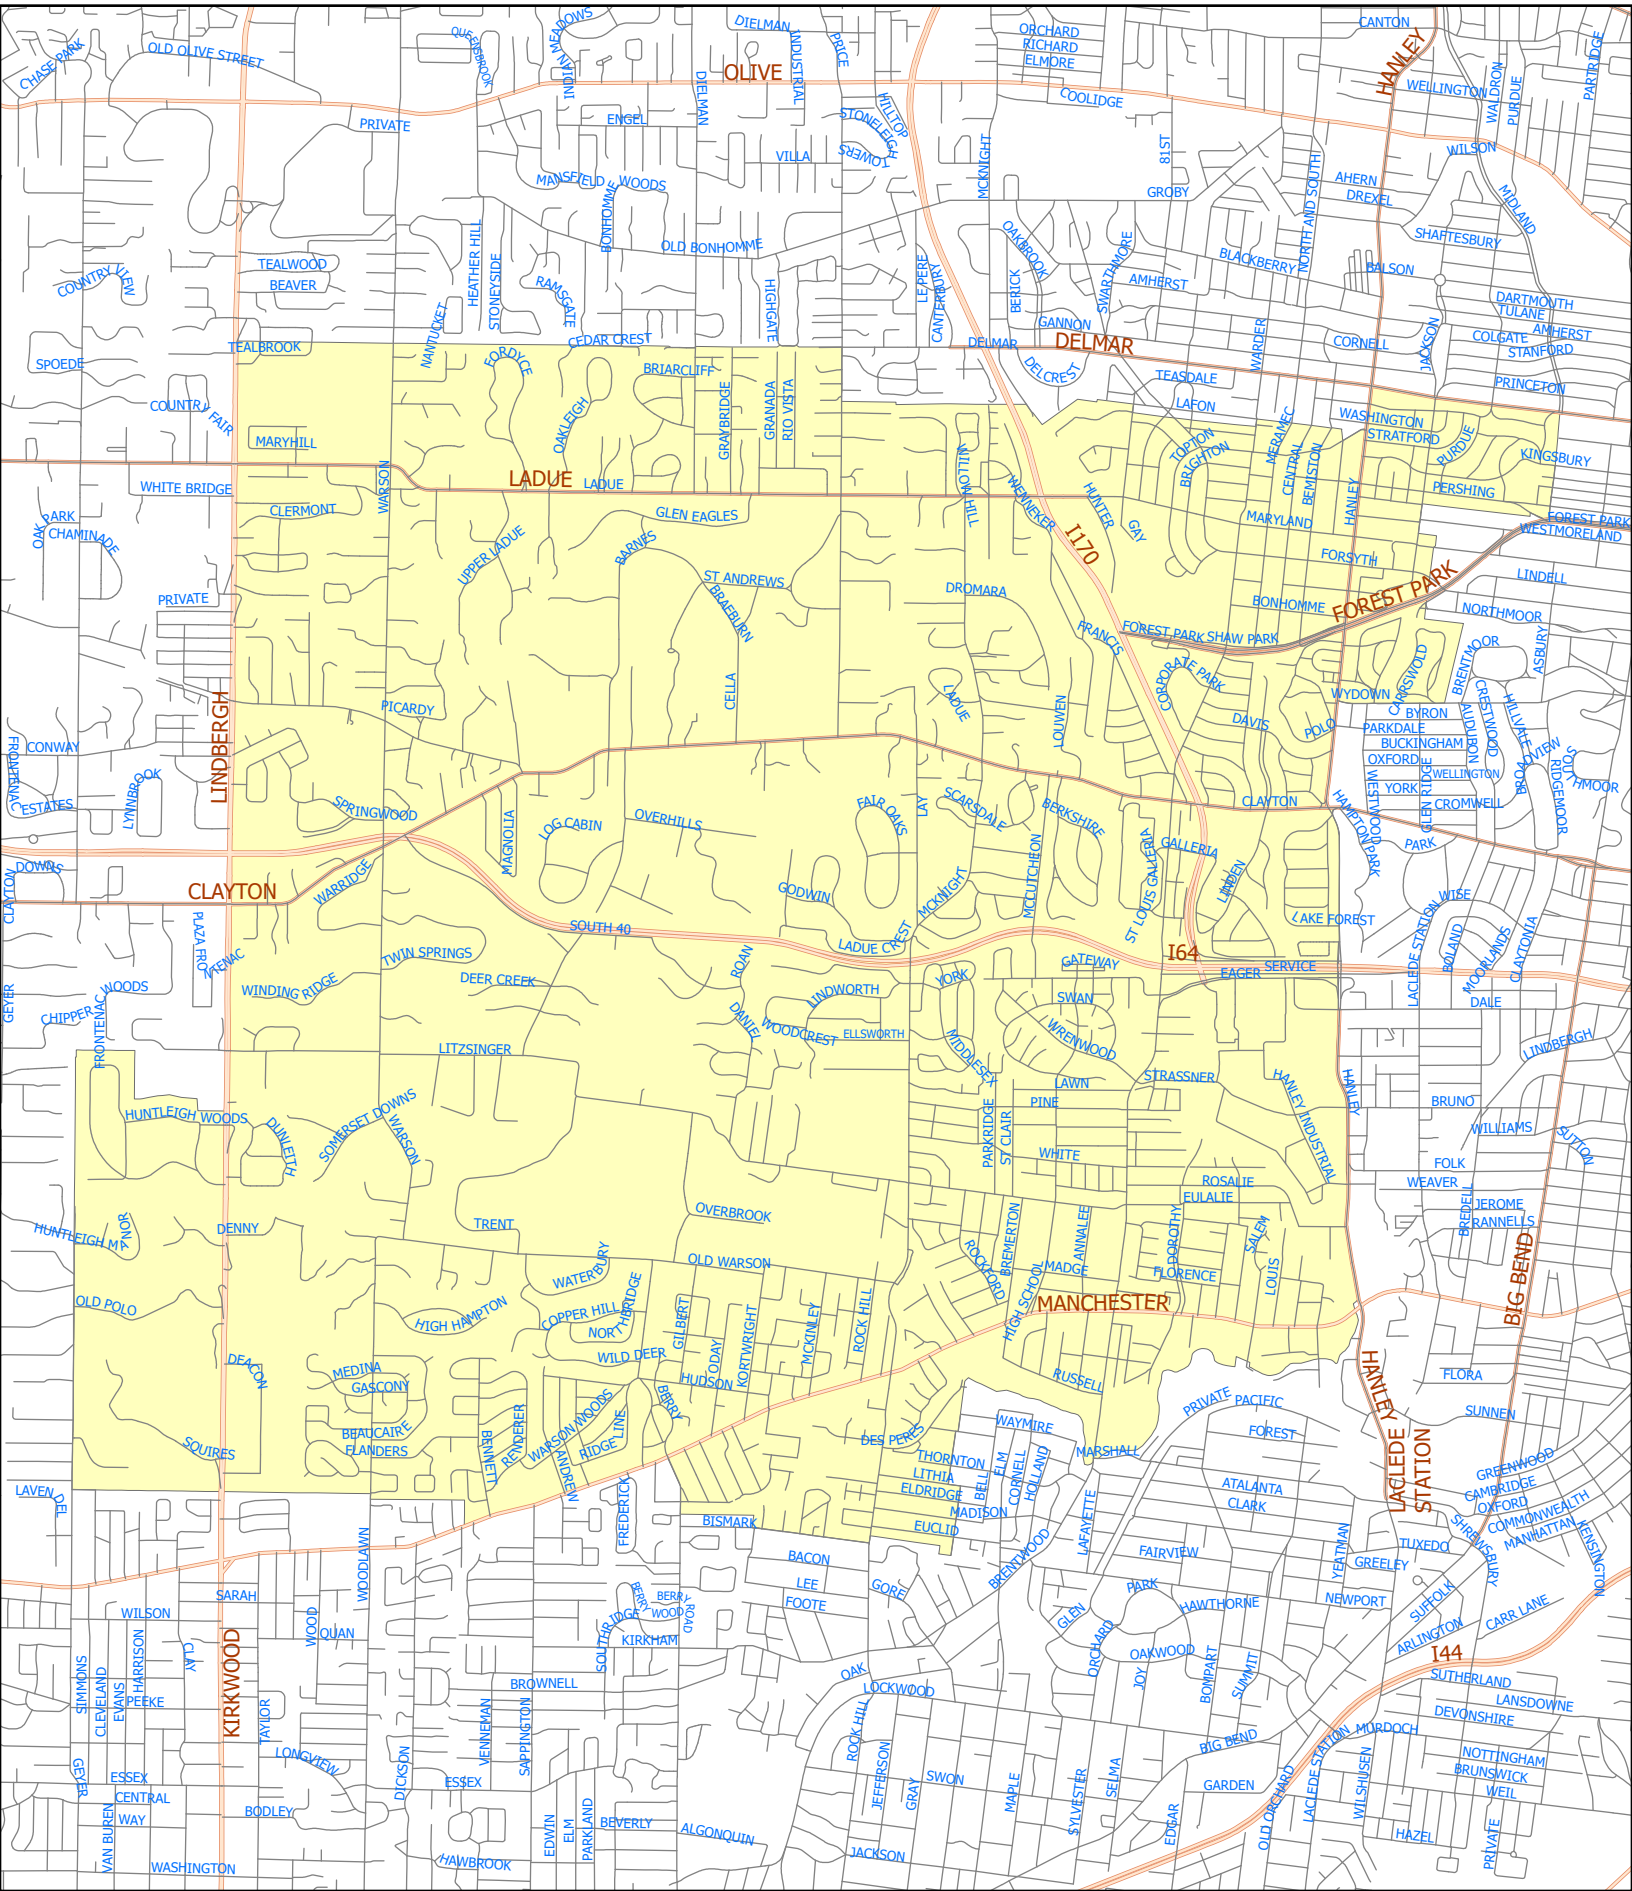 CANTON
ORCHARD
RICHARD
ELMORE
DIELMAN
INDUSTRIAL
PRICE
INDIAN MEADOWS
QUEENSBROOK
OLD OLIVE STREET
CHASE PARK
HANLEY
OLIVE
PARTRIDGE
WELLINGTON
WALDRON
PURDUE
COOLIDGE
DIELMAN
HILLTOP
STONELEIGH
TOWERS
ENGEL
PRIVATE
VILLA
MCKNIGHT
81ST
WILSON
AHERN
DREXEL
GROBY
NORTH AND SOUTH
MIDLAND
MANSFIELD WOODS
BONHOMME
OLD BONHOMME
HEATHER HILL
STONEYSIDE
RAMSGATE
OAKBROOK
SWARTHMORE
SHAFTESBURY
BLACKBERRY
BALSON
AMHERST
TEALWOOD
BEAVER
COUNTRY VIEW
HIGHGATE
LE PERE
CANTERBURY
BERICK
DARTMOUTH
TULANE
AMHERST
COLGATE
STANFORD
GANNON
DELMAR
DELMAR
WARDER
CORNELL
JACKSON
NANTUCKET
CEDAR CREST
TEALBROOK
SPOEDE
FORDYCE
BRIARCLIFF
DELCREST
TEASDALE
PRINCETON
LAFON
WASHINGTON
STRATFORD
PURDUE
KINGSBURY
COUNTRY FAIR
OAKLEIGH
GRAYBRIDGE
GRANADA
RIO VISTA
MARYHILL
TOPTON
BRIGHTON
MERAMEC
CENTRAL
BEMISTON
HANLEY
PERSHING
WILLOW HILL
WENNEKER
HUNTER
GAY
WARSON
LADUE
LADUE
WHITE BRIDGE
CLERMONT
GLEN EAGLES
MARYLAND
FOREST PARK
WESTMORELAND
OAK PARK
CHAMINADE
UPPER LADUE
BARNES
I170
FORSYTH
ST ANDREWS
BRAEBURN
DROMARA
FOREST PARK
LINDELL
BONHOMME
NORTHMOOR
PRIVATE
FRANCIS
FOREST PARK
SHAW PARK
ASBURY
BRENTMOOR
CARRSWOLD
CORPORATE PARK
WYDOWN
CELLA
PICARDY
LADUE
LOUWEN
DAVIS
POLO
BYRON
PARKDALE
BUCKINGHAM
OXFORD
WELLINGTON
YORK
CROMWELL
AUDUBON
CRESTWOOD
HILLVALE
BROADVIEW
SOUTHMOOR
RIDGEMOOR
WESTWOOD
GLEN RIDGE
LINDBERGH
CONWAY
FRONTENAC
ESTATES
LYNNBROOK
SPRINGWOOD
MAGNOLIA
LOG CABIN
OVERHILLS
FAIR OAKS
LAY
SCARSDALE
BERKSHIRE
CLAYTON
HAMPTON PARK
PARK
GALLERIA
ST LOUIS GALLERIA
LINDEN
DOWNS
CLAYTON
CLAYTON
WARRIDGE
GODWIN
MCKNIGHT
MCCUTCHEON
WISE
LAKE FOREST
LACLEDE STATION
BOLAND
MOORLANDS
CLAYTONIA
SOUTH 40
LADUE CREST
PLAZA FRONTENAC
TWIN SPRINGS
WINDING RIDGE
DEER CREEK
ROAN
I64
GATEWAY
EAGER
SERVICE
YORK
GEYER
CHIPPER
WOODS
FRONTENAC
LINDWORTH
DANIEL
WOODCREST
ELLSWORTH
SWAN
WRENWOOD
DALE
LINDBERGH
LITZSINGER
MIDDLESEX
LAWN
STRASSNER
HANLEY INDUSTRIAL
HANLEY
BRUNO
PINE
PARKRIDGE
ST CLAIR
HUNTLEIGH WOODS
DUNLEITH
SOMERSET DOWNS
WARSON
WHITE
WILLIAMS
SUTTON
FOLK
WEAVER
ROSALIE
EULALIE
BREDELL
JEROME
RANNELLS
HUNTLEIGH MANOR
DENNY
TRENT
OVERBROOK
BREMERTON
ANNALEE
DOROTHY
SALEM
LOUIS
OLD WARSON
WATERBURY
ROCKFORD
MADGE
FLORENCE
BIG BEND
OLD POLO
HIGH HAMPTON
COPPER HILL
NORTHBRIDGE
GILBERT
TODAY
KORTWRIGHT
MCKINLEY
ROCK HILL
HIGH SCHOOL
MANCHESTER
DEACON
MEDINA
GASCONY
WILD DEER
HUDSON
RUSSELL
HANLEY
FLORA
BEAUCAIRE
FLANDERS
BENNETT
RENDERER
WARSON WOODS
ANDREW
RIDGE
LINE
BERRY
SQUIRES
PRIVATE
PACIFIC
SUNNEN
FOREST
WAYMIRE
DES PERES
THORNTON
LITHIA
ELDRIDGE
MADISON
EUCLID
BELL
ELM
CORNELL
HOLLAND
MARSHALL
LACLEDE STATION
GREENWOOD
CAMBRIDGE
OXFORD
COMMONWEALTH
MANHATTAN
KENSINGTON
LAVEN DEL
ATALANTA
CLARK
FREDERICK
BISMARK
LAFAYETTE
SHREWSBURY
WOODLAWN
YEATMAN
TUXEDO
GREELEY
BACON
LEE
FOOTE
GORE
BRENTWOOD
FAIRVIEW
PARK
HAWTHORNE
NEWPORT
SUFFOLK
ARLINGTON
CARR LANE
SARAH
WILSON
WOOD
QUAN
BERRY WOOD
BERRY ROAD
SOUTHRIDGE
KIRKHAM
GLEN
ORCHARD
OAKWOOD
JOY
BOMPART
SUMMIT
I44
SUTHERLAND
LANSDOWNE
DEVONSHIRE
MURDOCH
KIRKWOOD
SIMMONS
CLEVELAND
EVANS
HARRISON
CLAY
PEEKE
TAYLOR
BROWNELL
VENNEMAN
SAPPINGTON
OAK
LOCKWOOD
ROCK HILL
BIG BEND
LACLEDE STATION
NOTTINGHAM
BRUNSWICK
WEIL
LONGVIEW
DICKSON
ESSEX
GEYER
ESSEX
CENTRAL
WAY
VAN BUREN
BODLEY
JEFFERSON
GRAY
SWON
MAPLE
SYLVESTER
SELMA
GARDEN
EDGAR
OLD ORCHARD
WILSHUSEN
HAZEL
PRIVATE
EDWIN
ELM
PARKLAND
BEVERLY
ALGONQUIN
JACKSON
WASHINGTON
HAWBROOK